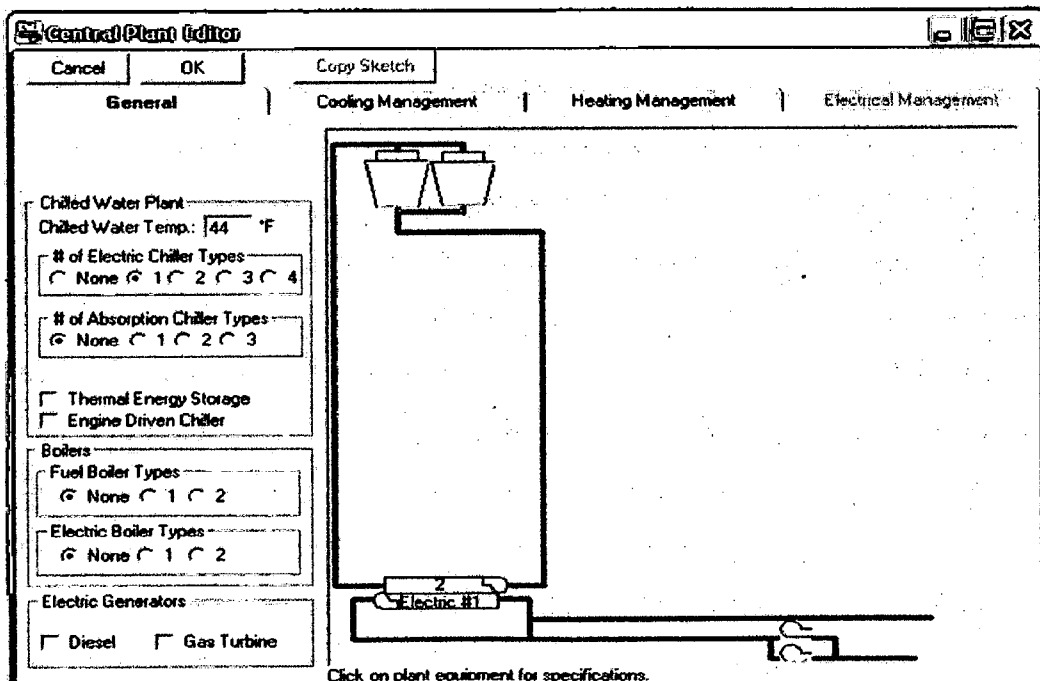 Central Plant Editor
Cancel OK Copy Sketch
General Cooling Management Heating Management Electrical Management
Chilled Water Plant
Chilled Water Temp.: 44 °F
# of Electric Chiller Types
None 1 2 3 4
# of Absorption Chiller Types
None 1 2 3
Thermal Energy Storage
Engine Driven Chiller
Boilers
Fuel Boiler Types
None 1 2
Electric Boiler Types
None 1 2
Electric Generators
Diesel Gas Turbine
2
Electric #1
Click on plant equipment for specifications.